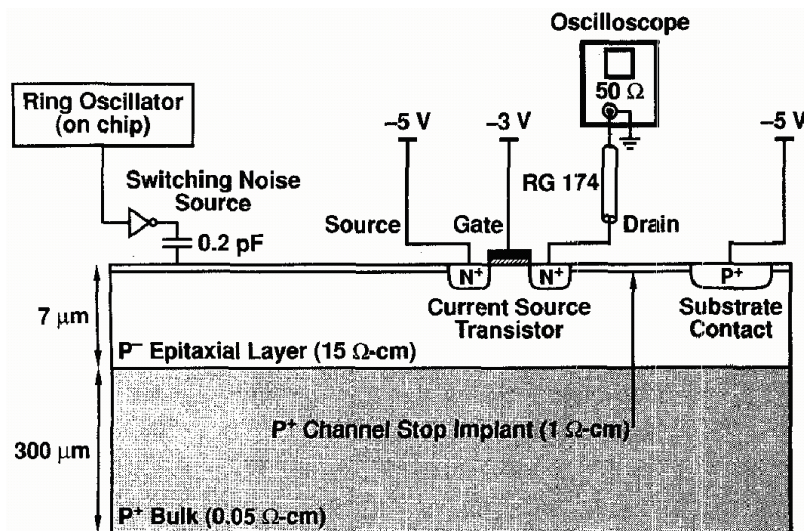 Oscilloscope
50 Ω
Ring Oscillator
(on chip)
–5 V
–3 V
–5 V
Switching Noise
Source
RG 174
Source
Gate
Drain
0.2 pF
N+
N+
P+
Current Source
Transistor
Substrate
Contact
7 μm
P– Epitaxial Layer (15 Ω-cm)
P+ Channel Stop Implant (1 Ω-cm)
300 μm
P+ Bulk (0.05 Ω-cm)